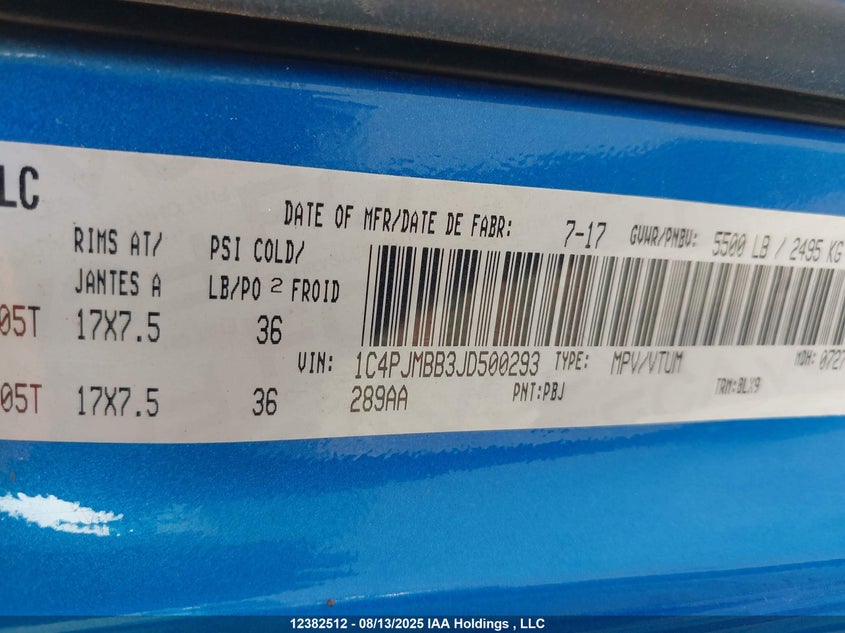 LC
DATE OF MFR/DATE DE FABR: 7-17 GVWR/PNBV: 5500 LB / 2495 KG
RIMS AT/ PSI COLD/
JANTES A LB/PO 2 FROID
05T 17X7.5 36
VIN: 1C4PJMBB3JD500293 TYPE: MPV/VTUM MDH: 0727
05T 17X7.5 36 289AA PNT:PBJ TRM:BLX9
12382512 - 08/13/2025 IAA Holdings , LLC